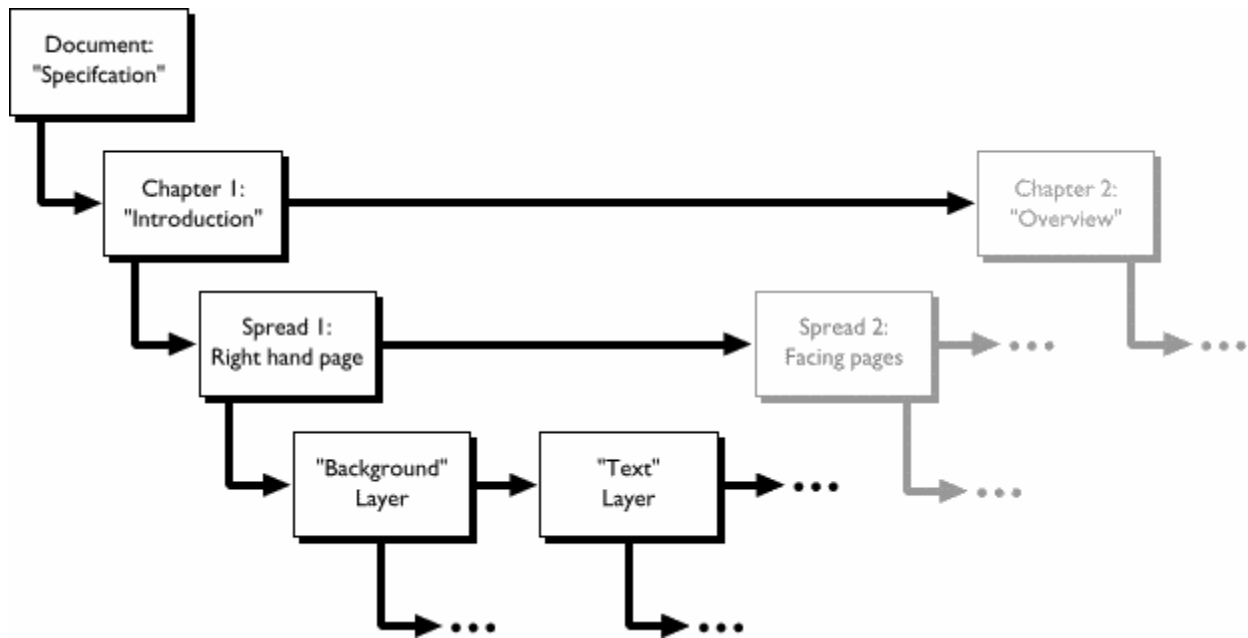 Document:
"Specifcation"
Chapter 1:
"Introduction"
Chapter 2:
"Overview"
Spread 1:
Right hand page
Spread 2:
Facing pages
"Background"
Layer
"Text"
Layer